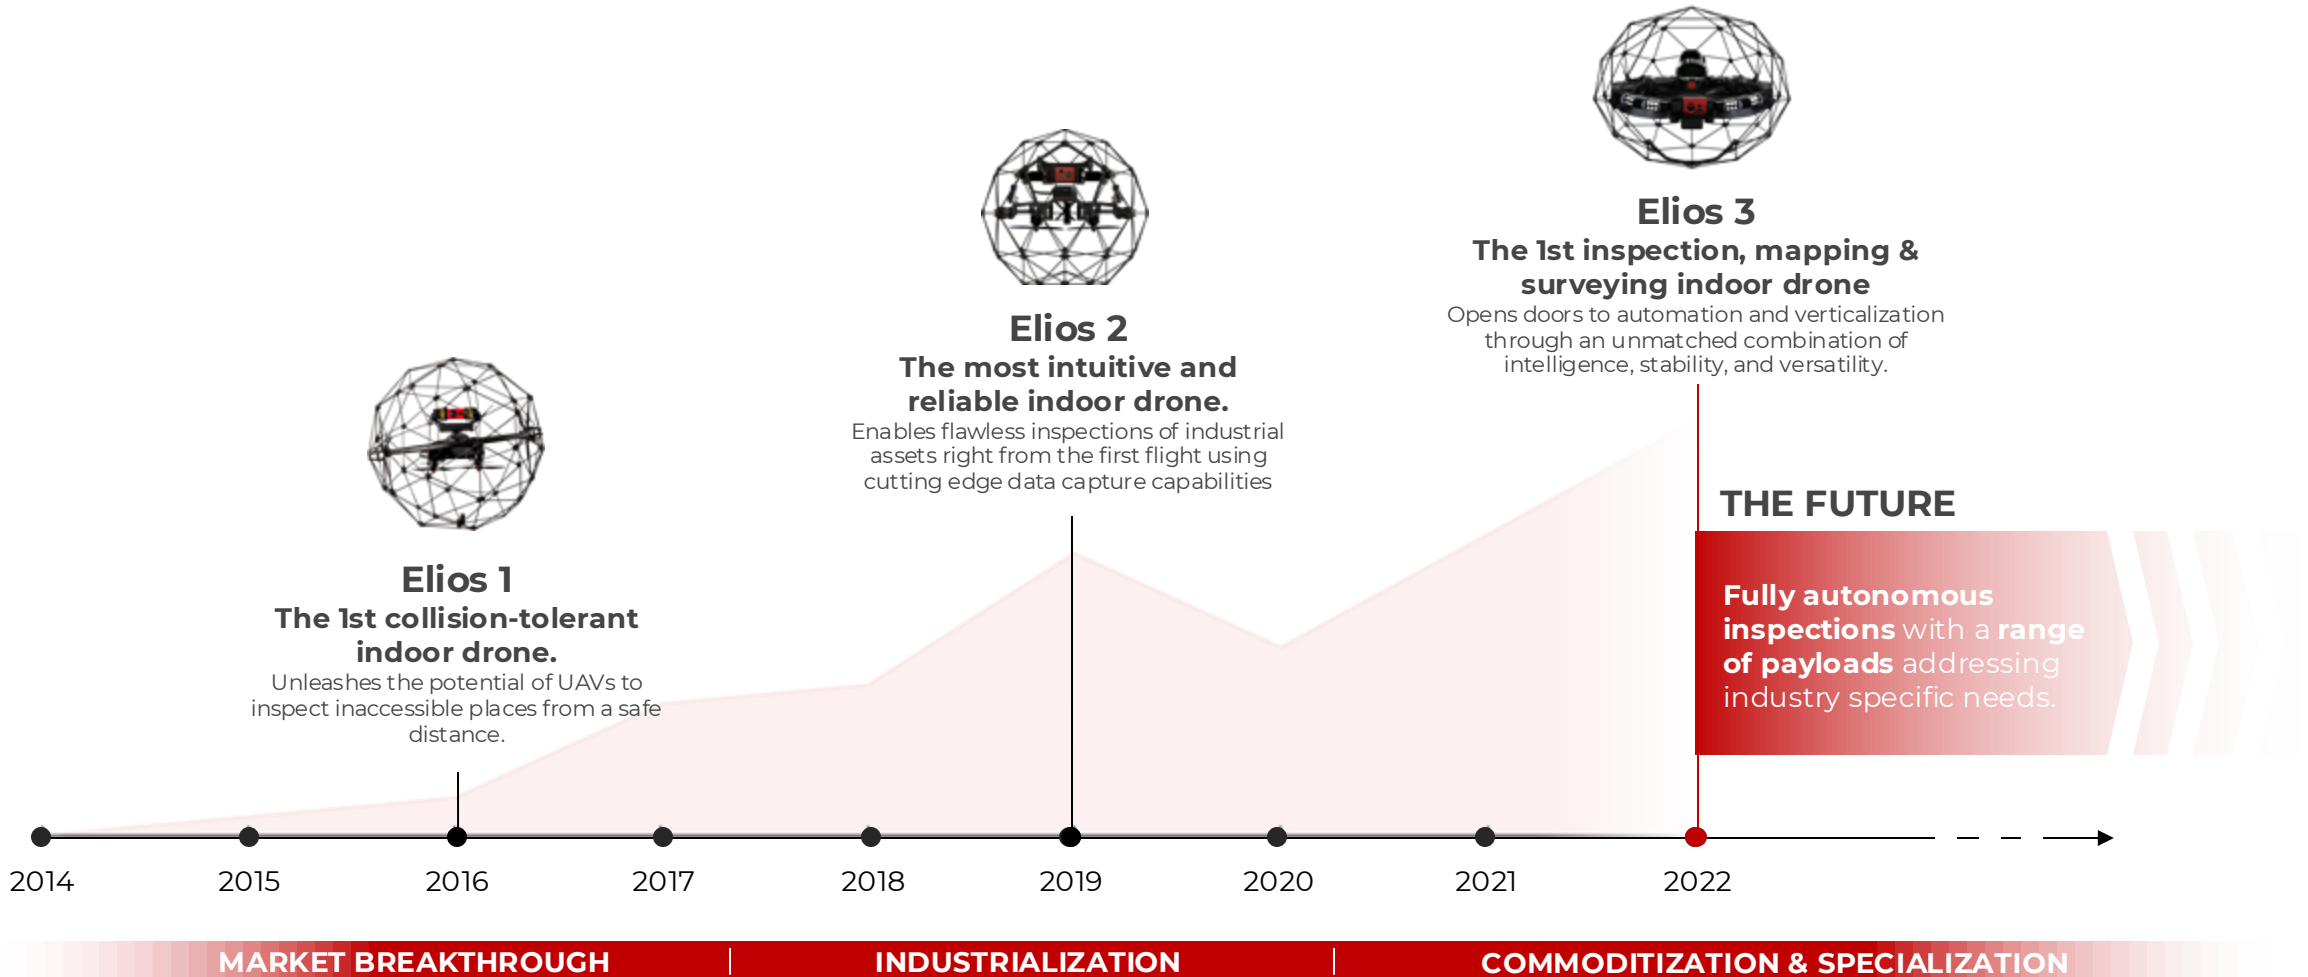 Elios 3
The 1st inspection, mapping &
surveying indoor drone
Opens doors to automation and verticalization
through an unmatched combination of
intelligence, stability, and versatility.
Elios 2
The most intuitive and
reliable indoor drone.
Enables flawless inspections of industrial
assets right from the first flight using
cutting edge data capture capabilities
Elios 1
The 1st collision-tolerant
indoor drone.
Unleashes the potential of UAVs to
inspect inaccessible places from a safe
distance.
THE FUTURE
Fully autonomous
inspections with a range
of payloads addressing
industry specific needs.
2014 2015 2016 2017 2018 2019 2020 2021 2022
MARKET BREAKTHROUGH INDUSTRIALIZATION COMMODITIZATION & SPECIALIZATION